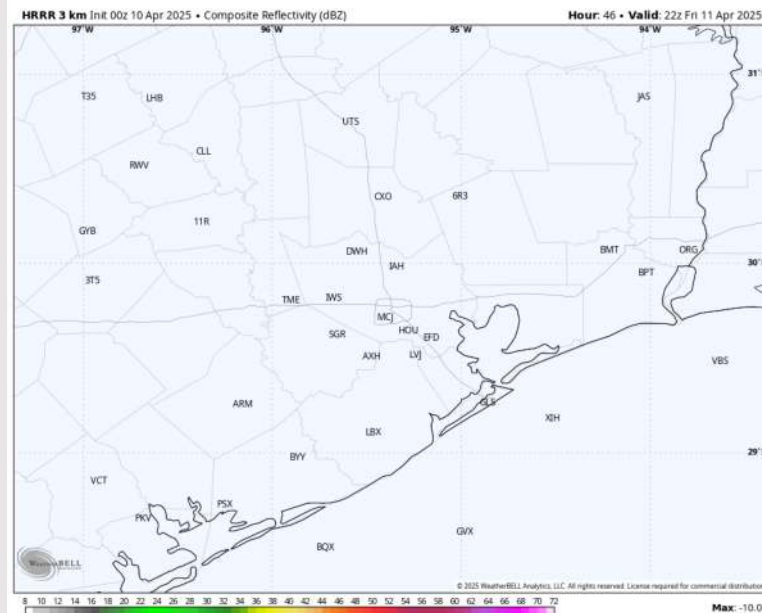 HRRR 3 km Init 00z 10 Apr 2025 • Composite Reflectivity (dBZ) Hour: 46 • Valid: 22z Fri 11 Apr 2025
97°W 96°W 95°W 94°W
31°
T35 LHB JAS
UTS
CLL
RWV
CXO 6R3
11R
GYB
DWH BMT ORG
IAH 30°
BPT
3T5
TME IWS
MCJ
HOU
SGR EFD
AXH LVJ
VBS
ARM GLS
XIH
LBX
BYY 29°
VCT
PSX
PKV
GVX
BQX
WEATHERBELL
© 2025 WeatherBELL Analytics, LLC. All rights reserved. License required for commercial distribution
8 10 12 14 16 18 20 22 24 26 28 30 32 34 36 38 40 42 44 46 48 50 52 54 56 58 60 62 64 66 68 70 72
Max: -10.0